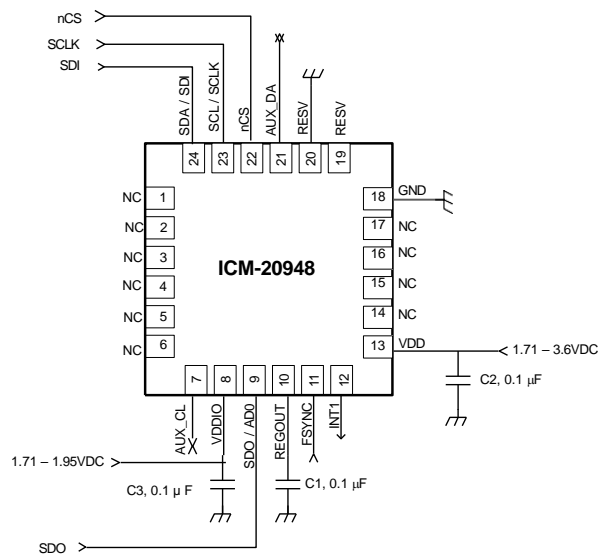 nCS
SCLK
SDI
SDA / SDI
SCL / SCLK
nCS
AUX_DA
RESV
RESV
24
23
22
21
20
19
NC 1
18 GND
NC 2
17 NC
NC 3
16 NC
ICM-20948
NC 4
15 NC
NC 5
14 NC
NC 6
13 VDD
1.71 – 3.6VDC
C2, 0.1 µF
7
8
9
10
11
12
AUX_CL
VDDIO
SDO / AD0
REGOUT
FSYNC
INT1
1.71 – 1.95VDC
C3, 0.1 µ F
C1, 0.1 µF
SDO